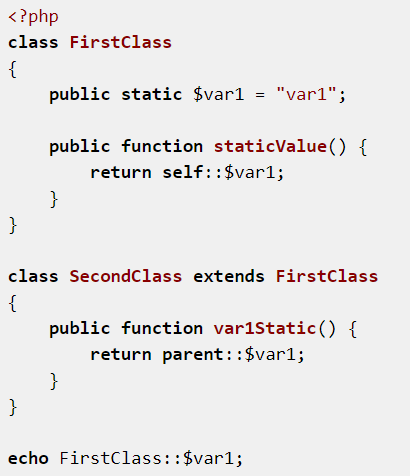 <?php
class FirstClass
{
    public static $var1 = "var1";

    public function staticValue() {
        return self::$var1;
    }
}

class SecondClass extends FirstClass
{
    public function var1Static() {
        return parent::$var1;
    }
}

echo FirstClass::$var1;